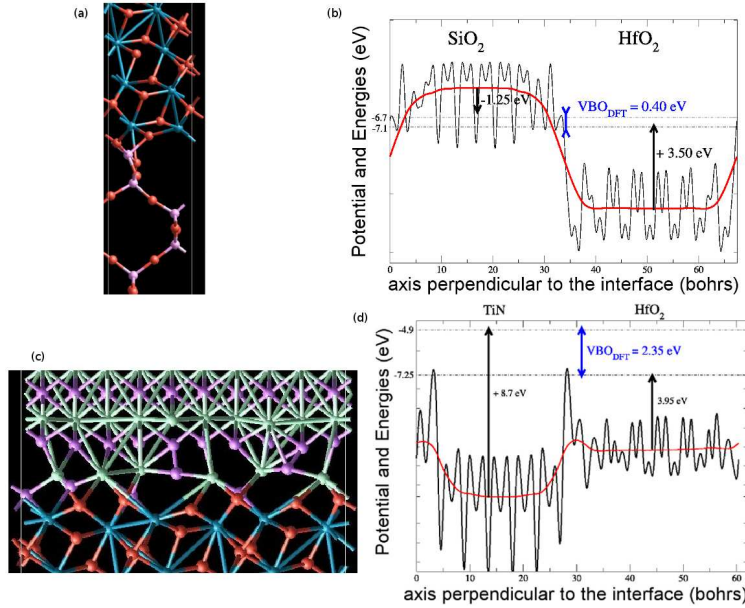 (a)
(b)
SiO2 HfO2
-1.25 eV
VBO_DFT = 0.40 eV
-6.7
-7.1
+ 3.50 eV
Potential and Energies (eV)
0 10 20 30 40 50 60
axis perpendicular to the interface (bohrs)
(c)
(d)
TiN HfO2
-4.9
VBO_DFT = 2.35 eV
-7.25
+ 8.7 eV
3.95 eV
Potential and Energies (eV)
0 10 20 30 40 50 60
axis perpendicular to the interface (bohrs)